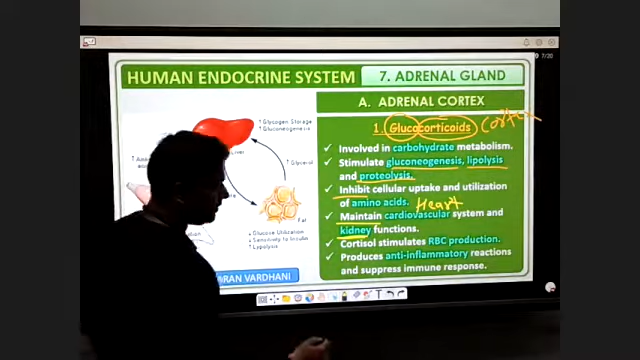 7/20
HUMAN ENDOCRINE SYSTEM
7. ADRENAL GLAND
A. ADRENAL CORTEX
1. Glucocorticoids Cortex
✓ Involved in carbohydrate metabolism.
✓ Stimulate gluconeogenesis, lipolysis
and proteolysis.
✓ Inhibit cellular uptake and utilization
of amino acids. Heart
✓ Maintain cardiovascular system and
kidney functions.
✓ Cortisol stimulates RBC production.
✓ Produces anti-inflammatory reactions
and suppress immune response.
↑ Glycogen Storage
↑ Gluconeogenesis
↑ Glycerol
Fat
↓ Glucose Utilization
↓ Sensitivity to Insulin
↑ Lipolysis
VARDHANI